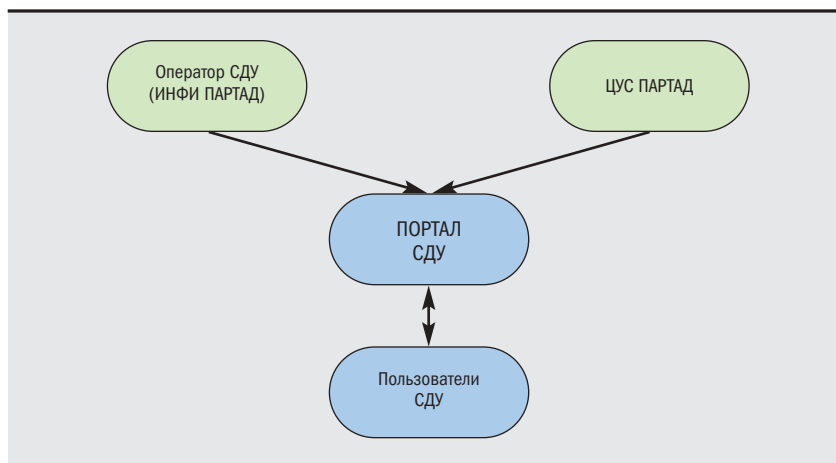 Оператор СДУ
(ИНФИ ПАРТАД)
ЦУС ПАРТАД
ПОРТАЛ
СДУ
Пользователи
СДУ